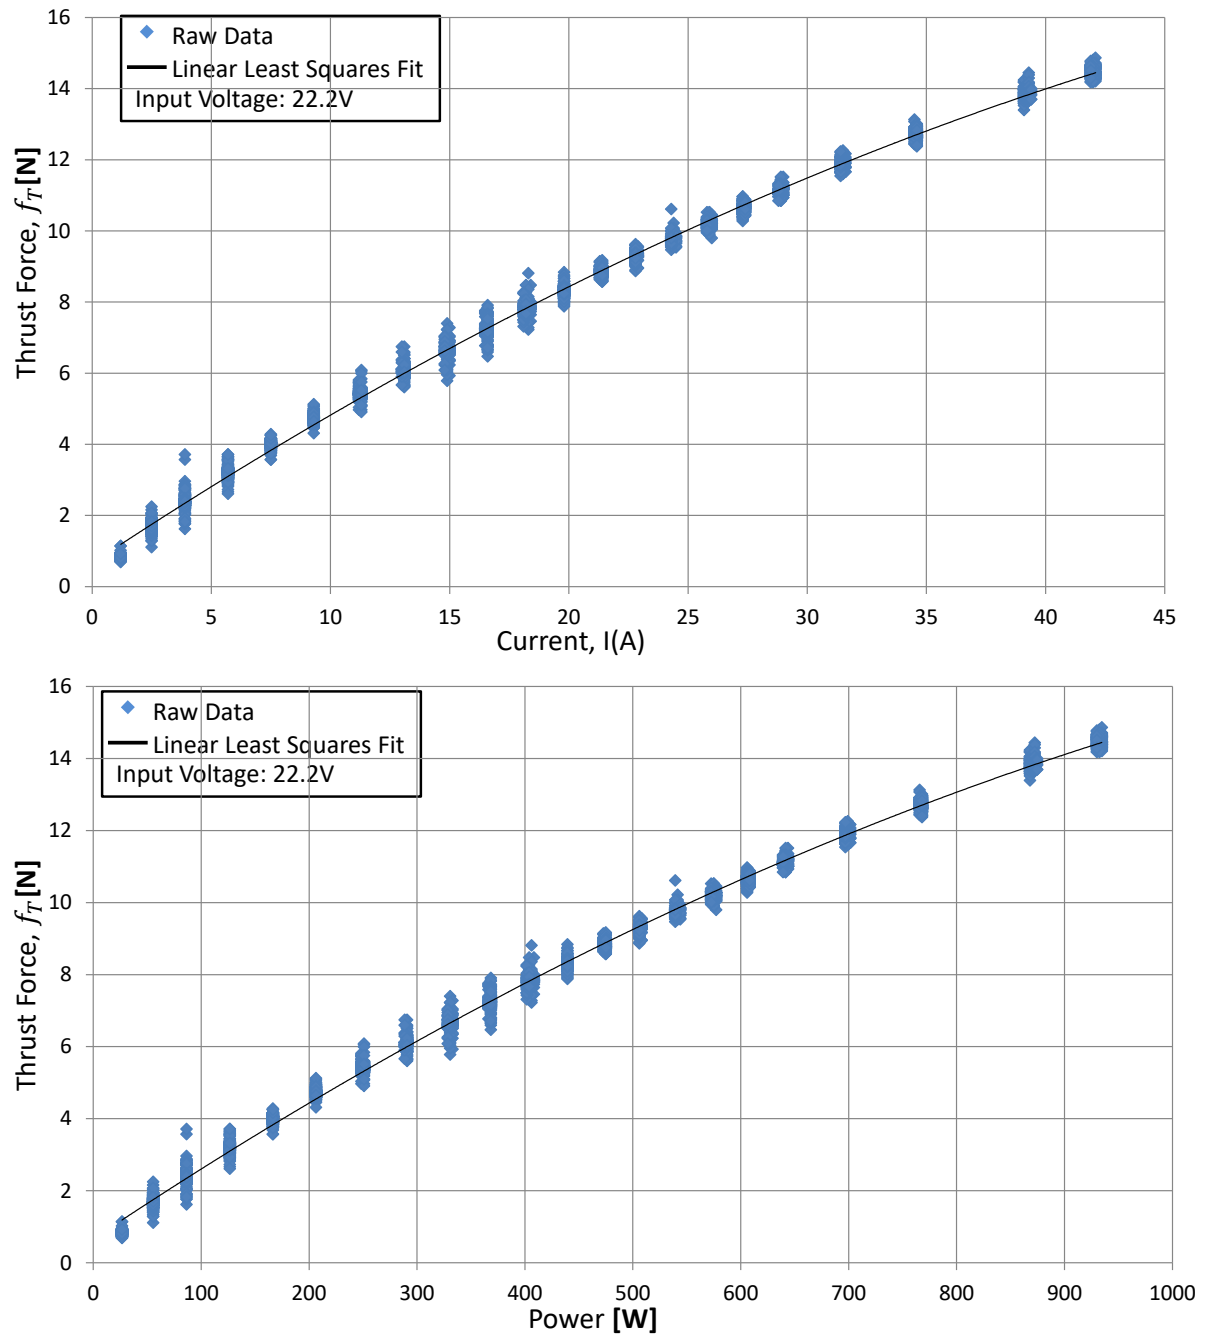 16
14
12
10
8
6
4
2
0
Thrust Force, f_T [N]
Raw Data
Linear Least Squares Fit
Input Voltage: 22.2V
0 5 10 15 20 25 30 35 40 45
Current, I(A)
16
14
12
10
8
6
4
2
0
Thrust Force, f_T [N]
Raw Data
Linear Least Squares Fit
Input Voltage: 22.2V
0 100 200 300 400 500 600 700 800 900 1000
Power [W]